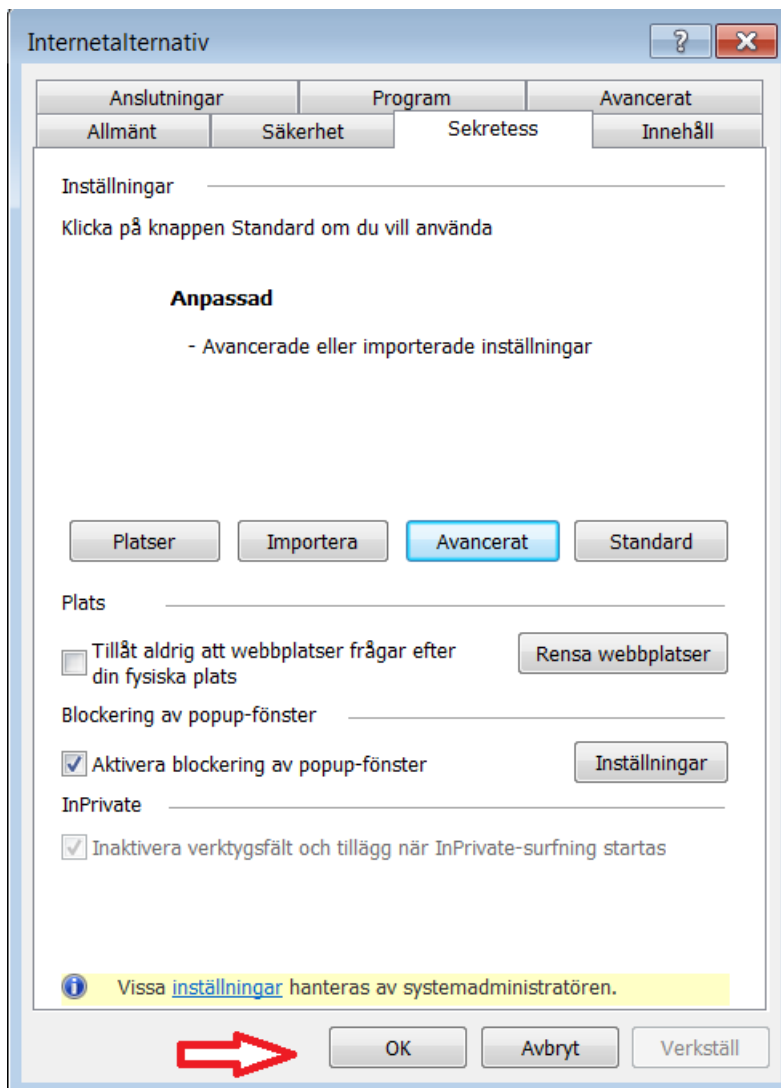 Internetalternativ
Anslutningar Program Avancerat
Allmänt Säkerhet Sekretess Innehåll
Inställningar
Klicka på knappen Standard om du vill använda
Anpassad
- Avancerade eller importerade inställningar
Platser Importera Avancerat Standard
Plats
Tillåt aldrig att webbplatser frågar efter
din fysiska plats
Rensa webbplatser
Blockering av popup-fönster
Aktivera blockering av popup-fönster Inställningar
InPrivate
Inaktivera verktygsfält och tillägg när InPrivate-surfning startas
Vissa inställningar hanteras av systemadministratören.
OK Avbryt Verkställ